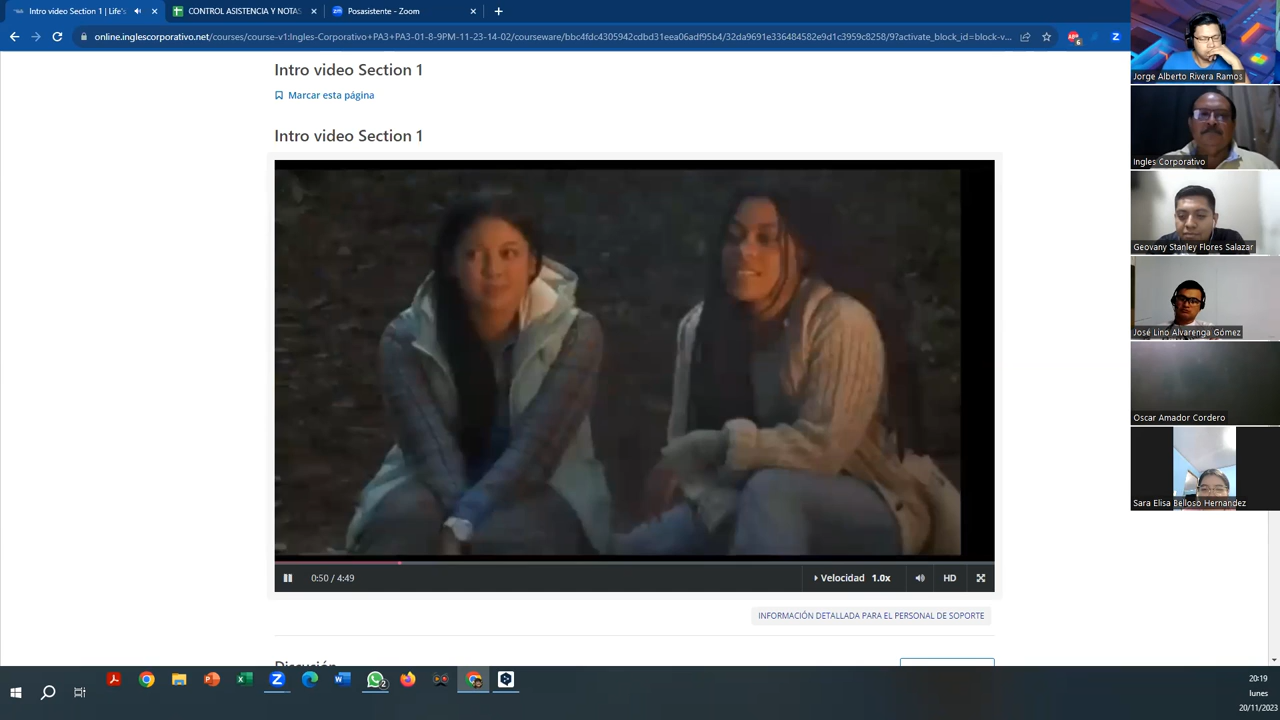 Intro video Section 1 | Life's
CONTROL ASISTENCIA Y NOTAS
Posasistente - Zoom
online.inglescorporativo.net/courses/course-v1:Ingles-Corporativo+PA3+PA3-01-8-9PM-11-23-14-02/courseware/bbc4fdc4305942cdbd31eea06adf95b4/32da9691e336484582e9d1c3959c8258/9?activate_block_id=block-v...
6
Intro video Section 1
Marcar esta página
Intro video Section 1
0:50 / 4:49
Velocidad 1.0x
HD
INFORMACIÓN DETALLADA PARA EL PERSONAL DE SOPORTE
Discusión
Jorge Alberto Rivera Ramos
Ingles Corporativo
Geovany Stanley Flores Salazar
José Lino Alvarenga Gómez
Oscar Amador Cordero
Sara Elisa Belloso Hernandez
2
20:19
lunes
20/11/2023